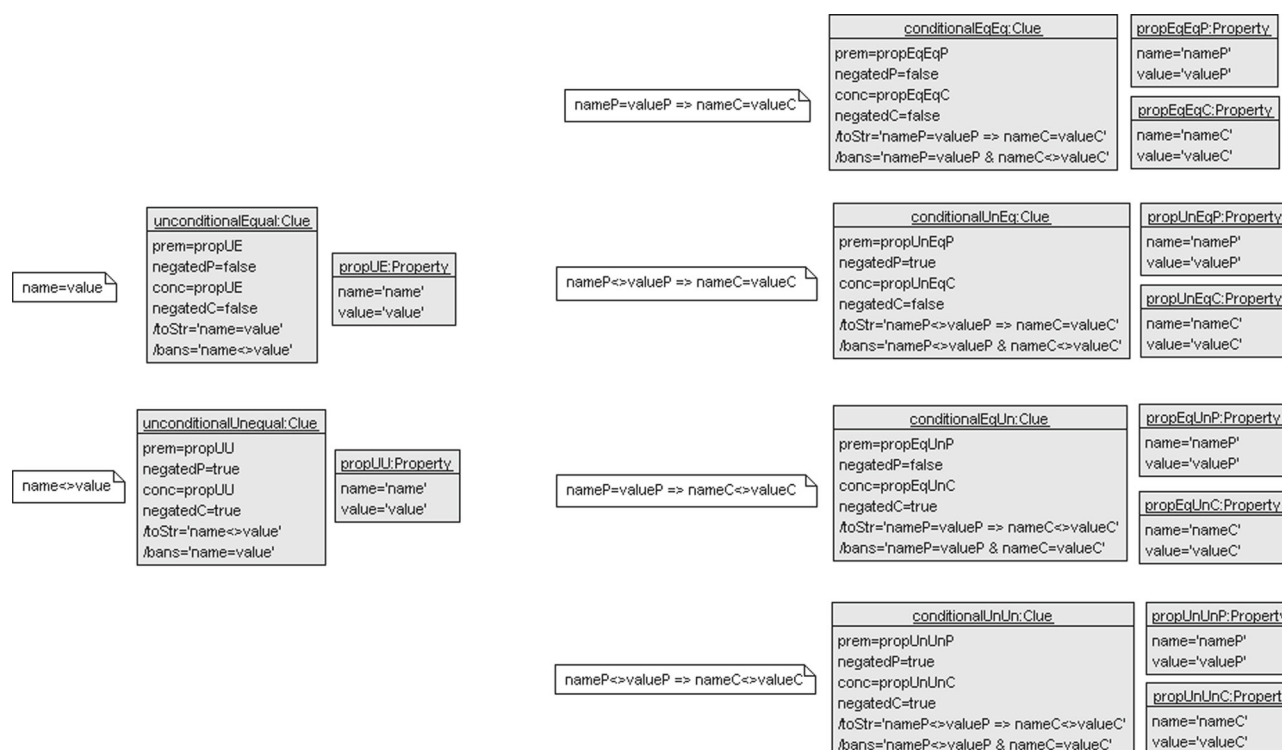 conditionalEqEq:Clue
prem=propEqEqP
negatedP=false
conc=propEqEqC
negatedC=false
/toStr='nameP=valueP => nameC=valueC'
/bans='nameP=valueP & nameC<>valueC'
propEqEqP:Property
name='nameP'
value='valueP'
propEqEqC:Property
name='nameC'
value='valueC'
nameP=valueP => nameC=valueC
name=value
unconditionalEqual:Clue
prem=propUE
negatedP=false
conc=propUE
negatedC=false
/toStr='name=value'
/bans='name<>value'
propUE:Property
name='name'
value='value'
nameP<>valueP => nameC=valueC
conditionalUnEq:Clue
prem=propUnEqP
negatedP=true
conc=propUnEqC
negatedC=false
/toStr='nameP<>valueP => nameC=valueC'
/bans='nameP<>valueP & nameC<>valueC'
propUnEqP:Property
name='nameP'
value='valueP'
propUnEqC:Property
name='nameC'
value='valueC'
name<>value
unconditionalUnequal:Clue
prem=propUU
negatedP=true
conc=propUU
negatedC=true
/toStr='name<>value'
/bans='name=value'
propUU:Property
name='name'
value='value'
nameP=valueP => nameC<>valueC
conditionalEqUn:Clue
prem=propEqUnP
negatedP=false
conc=propEqUnC
negatedC=true
/toStr='nameP=valueP => nameC<>valueC'
/bans='nameP=valueP & nameC=valueC'
propEqUnP:Property
name='nameP'
value='valueP'
propEqUnC:Property
name='nameC'
value='valueC'
nameP<>valueP => nameC<>valueC
conditionalUnUn:Clue
prem=propUnUnP
negatedP=true
conc=propUnUnC
negatedC=true
/toStr='nameP<>valueP => nameC<>valueC'
/bans='nameP<>valueP & nameC=valueC'
propUnUnP:Property
name='nameP'
value='valueP'
propUnUnC:Property
name='nameC'
value='valueC'